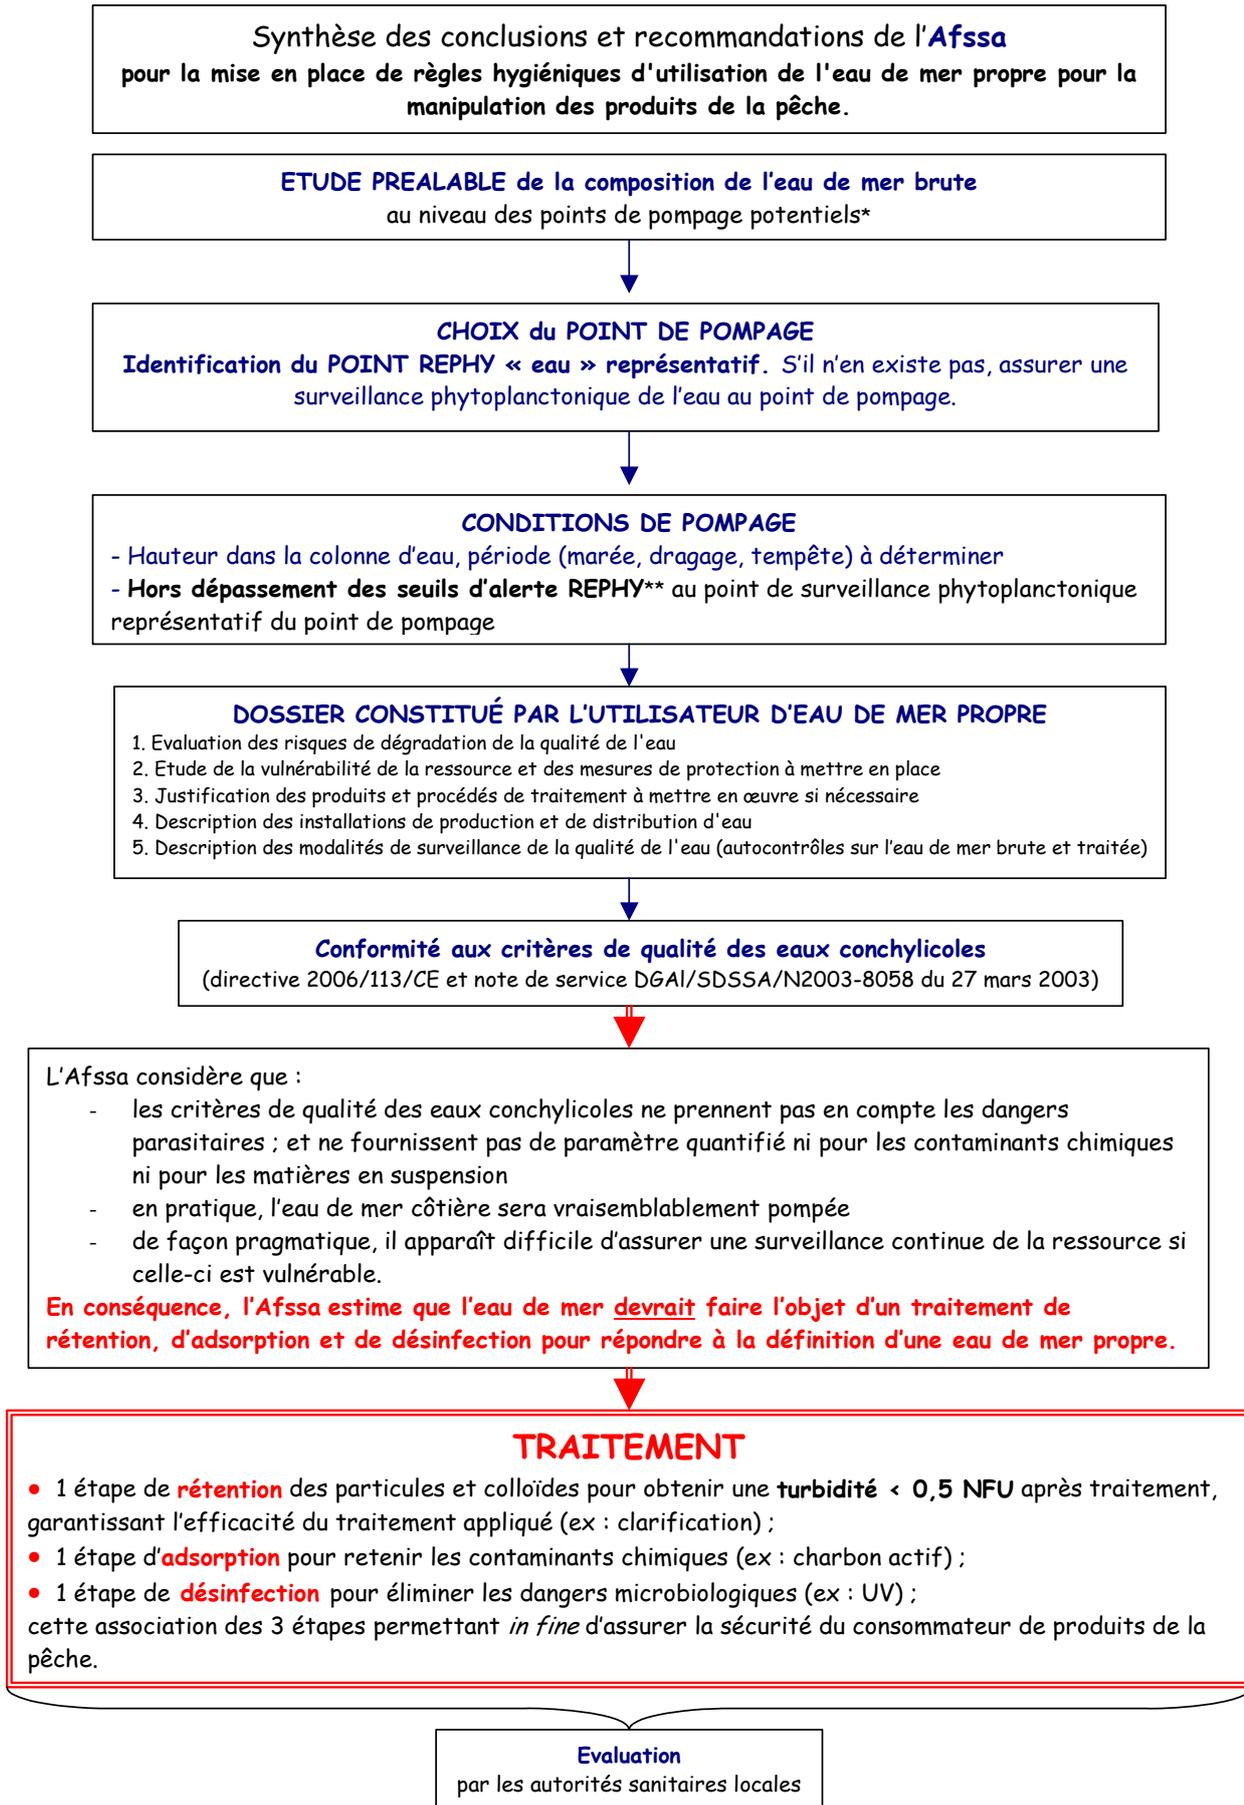 Synthèse des conclusions et recommandations de l'Afssa
pour la mise en place de règles hygiéniques d'utilisation de l'eau de mer propre pour la
manipulation des produits de la pêche.
ETUDE PREALABLE de la composition de l'eau de mer brute
au niveau des points de pompage potentiels*
CHOIX du POINT DE POMPAGE
Identification du POINT REPHY « eau » représentatif. S'il n'en existe pas, assurer une
surveillance phytoplanctonique de l'eau au point de pompage.
CONDITIONS DE POMPAGE
- Hauteur dans la colonne d'eau, période (marée, dragage, tempête) à déterminer
- Hors dépassement des seuils d'alerte REPHY** au point de surveillance phytoplanctonique
représentatif du point de pompage
DOSSIER CONSTITUÉ PAR L'UTILISATEUR D'EAU DE MER PROPRE
1. Evaluation des risques de dégradation de la qualité de l'eau
2. Etude de la vulnérabilité de la ressource et des mesures de protection à mettre en place
3. Justification des produits et procédés de traitement à mettre en œuvre si nécessaire
4. Description des installations de production et de distribution d'eau
5. Description des modalités de surveillance de la qualité de l'eau (autocontrôles sur l'eau de mer brute et traitée)
Conformité aux critères de qualité des eaux conchylicoles
(directive 2006/113/CE et note de service DGAl/SDSSA/N2003-8058 du 27 mars 2003)
L'Afssa considère que :
- les critères de qualité des eaux conchylicoles ne prennent pas en compte les dangers
parasitaires ; et ne fournissent pas de paramètre quantifié ni pour les contaminants chimiques
ni pour les matières en suspension
- en pratique, l'eau de mer côtière sera vraisemblablement pompée
- de façon pragmatique, il apparaît difficile d'assurer une surveillance continue de la ressource si
celle-ci est vulnérable.
En conséquence, l'Afssa estime que l'eau de mer devrait faire l'objet d'un traitement de
rétention, d'adsorption et de désinfection pour répondre à la définition d'une eau de mer propre.
TRAITEMENT
• 1 étape de rétention des particules et colloïdes pour obtenir une turbidité < 0,5 NFU après traitement,
garantissant l'efficacité du traitement appliqué (ex : clarification) ;
• 1 étape d'adsorption pour retenir les contaminants chimiques (ex : charbon actif) ;
• 1 étape de désinfection pour éliminer les dangers microbiologiques (ex : UV) ;
cette association des 3 étapes permettant in fine d'assurer la sécurité du consommateur de produits de la
pêche.
Evaluation
par les autorités sanitaires locales